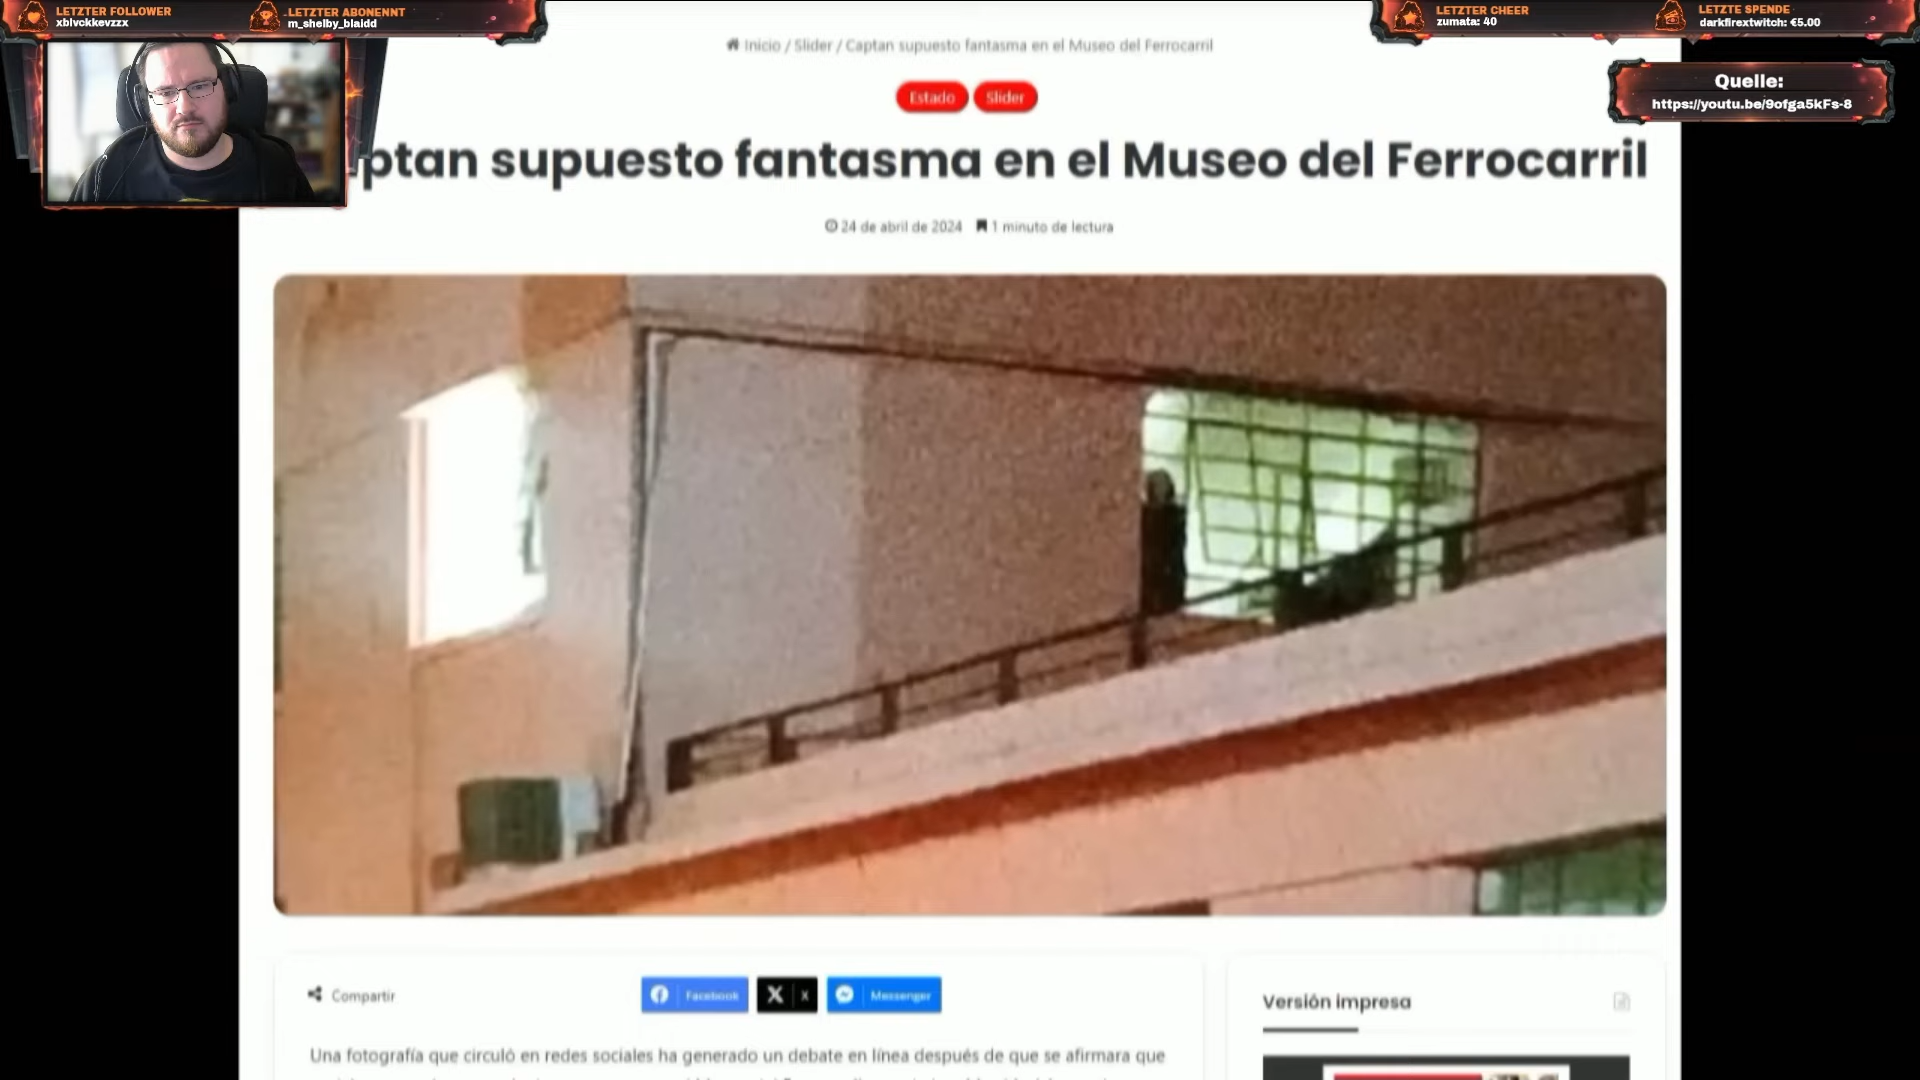 LETZTER FOLLOWER
xblvckkevzzx
LETZTER ABONENNT
m_shelby_blaidd
LETZTER CHEER
zumata: 40
LETZTE SPENDE
darkfirextwitch: €5.00
Quelle:
https://youtu.be/9ofga5kFs-8
Inicio / Slider / Captan supuesto fantasma en el Museo del Ferrocarril
Estado Slider
ptan supuesto fantasma en el Museo del Ferrocarril
24 de abril de 2024 1 minuto de lectura
Compartir
Facebook X Messenger
Versión impresa
Una fotografía que circuló en redes sociales ha generado un debate en línea después de que se afirmara que